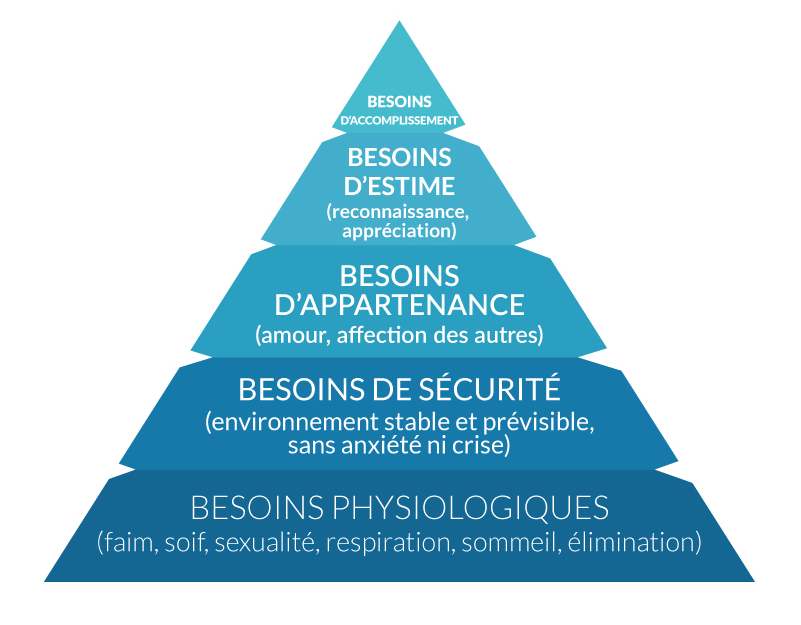 BESOINS
D’ACCOMPLISSEMENT
BESOINS
D’ESTIME
(reconnaissance,
appréciation)
BESOINS
D’APPARTENANCE
(amour, affection des autres)
BESOINS DE SÉCURITÉ
(environnement stable et prévisible,
sans anxiété ni crise)
BESOINS PHYSIOLOGIQUES
(faim, soif, sexualité, respiration, sommeil, élimination)